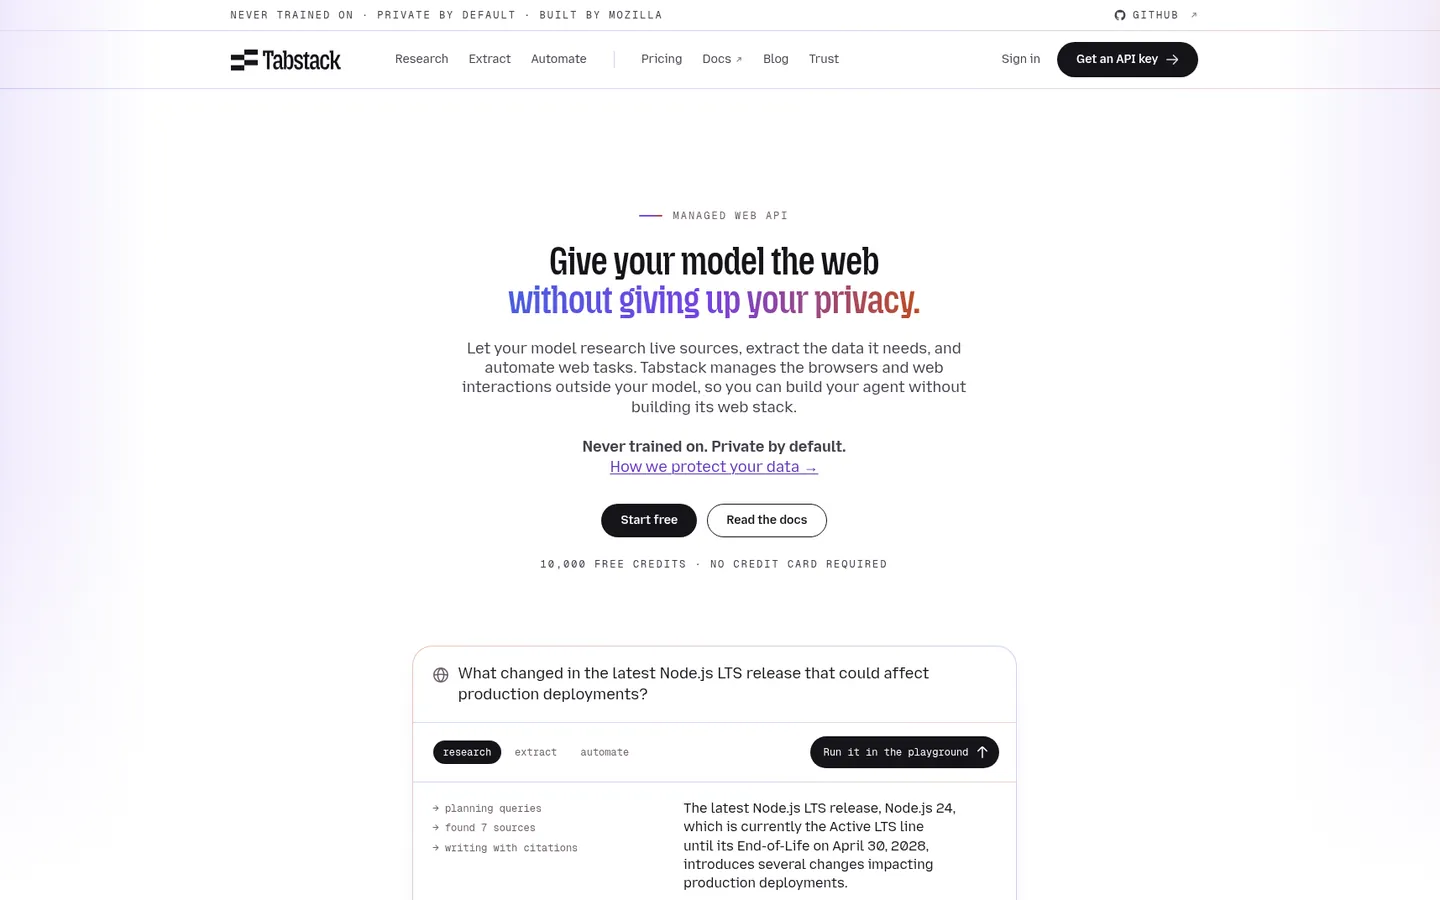 NEVER TRAINED ON · PRIVATE BY DEFAULT · BUILT BY MOZILLA
GITHUB ↗
Tabstack
Research Extract Automate Pricing Docs ↗ Blog Trust
Sign in Get an API key →
MANAGED WEB API
Give your model the web
without giving up your privacy.
Let your model research live sources, extract the data it needs, and
automate web tasks. Tabstack manages the browsers and web
interactions outside your model, so you can build your agent without
building its web stack.
Never trained on. Private by default.
How we protect your data →
Start free Read the docs
10,000 FREE CREDITS · NO CREDIT CARD REQUIRED
What changed in the latest Node.js LTS release that could affect
production deployments?
research extract automate Run it in the playground ↑
→ planning queries
→ found 7 sources
→ writing with citations
The latest Node.js LTS release, Node.js 24,
which is currently the Active LTS line
until its End-of-Life on April 30, 2028,
introduces several changes impacting
production deployments.